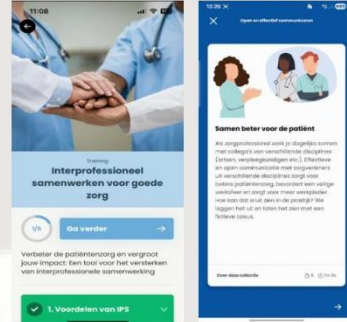 11:08
Training
Interprofessioneel
samenwerken voor goede
zorg
1/6
Ga verder
Verbeter de patiëntenzorg en vergroot
jouw impact: Een tool voor het versterken
van interprofessionele samenwerking
1. Voordelen van IPS
10:26
Open en effectief communiceren
Samen beter voor de patiënt
Als zorgprofessional werk je dagelijks samen
met collega's van verschillende disciplines
(artsen, verpleegkundigen etc.). Effectieve
en open communicatie met zorgverleners
uit verschillende disciplines zorgt voor
betere patiëntenzorg, bevordert een veilige
werksfeer en zorgt voor meer werkplezier.
Hoe kan dat eruit zien in de praktijk? We
leggen het uit en laten het zien met een
fictieve casus.
Over deze collectie